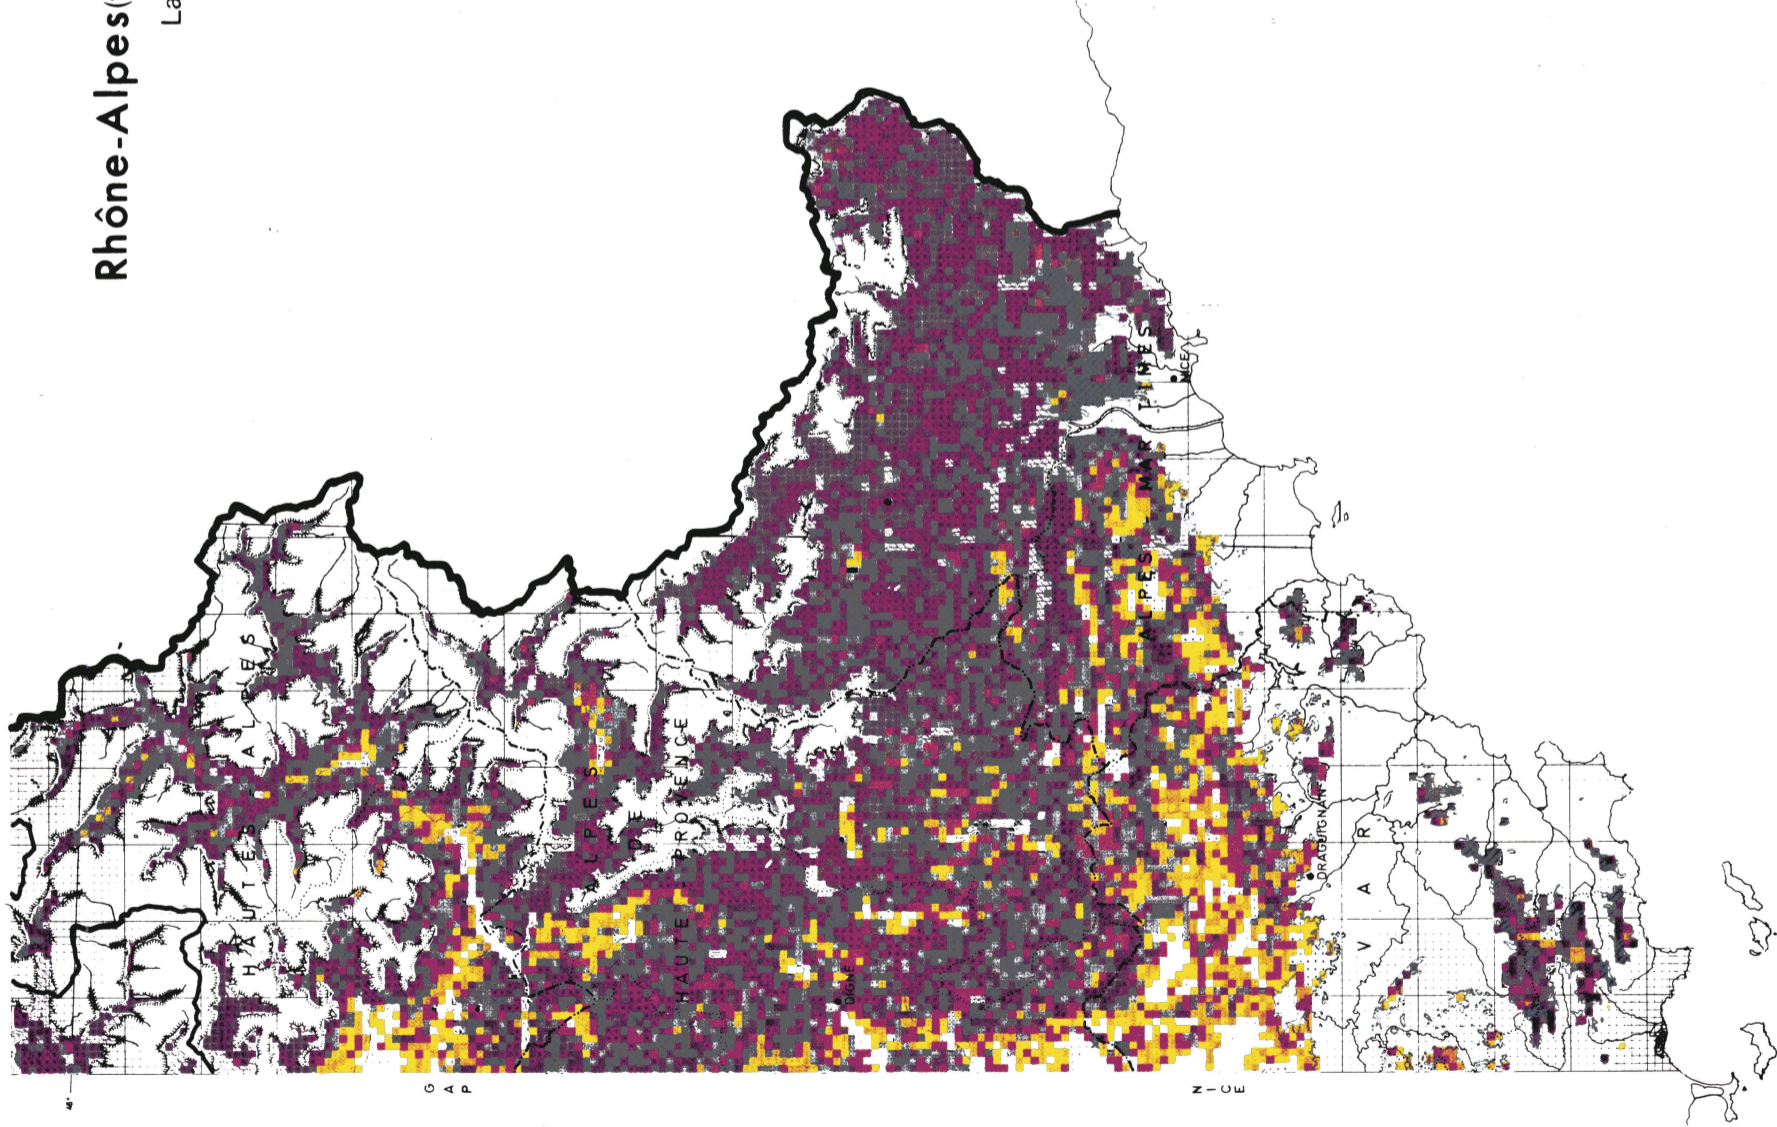 Rhône-Alpes(
La
HAUTES ALPES
ALPES
DE
HAUTE PROVENCE
ALPES MARITIMES
NICE
DIGNE
DRAGUIGNAN
VAR
GAP
NICE